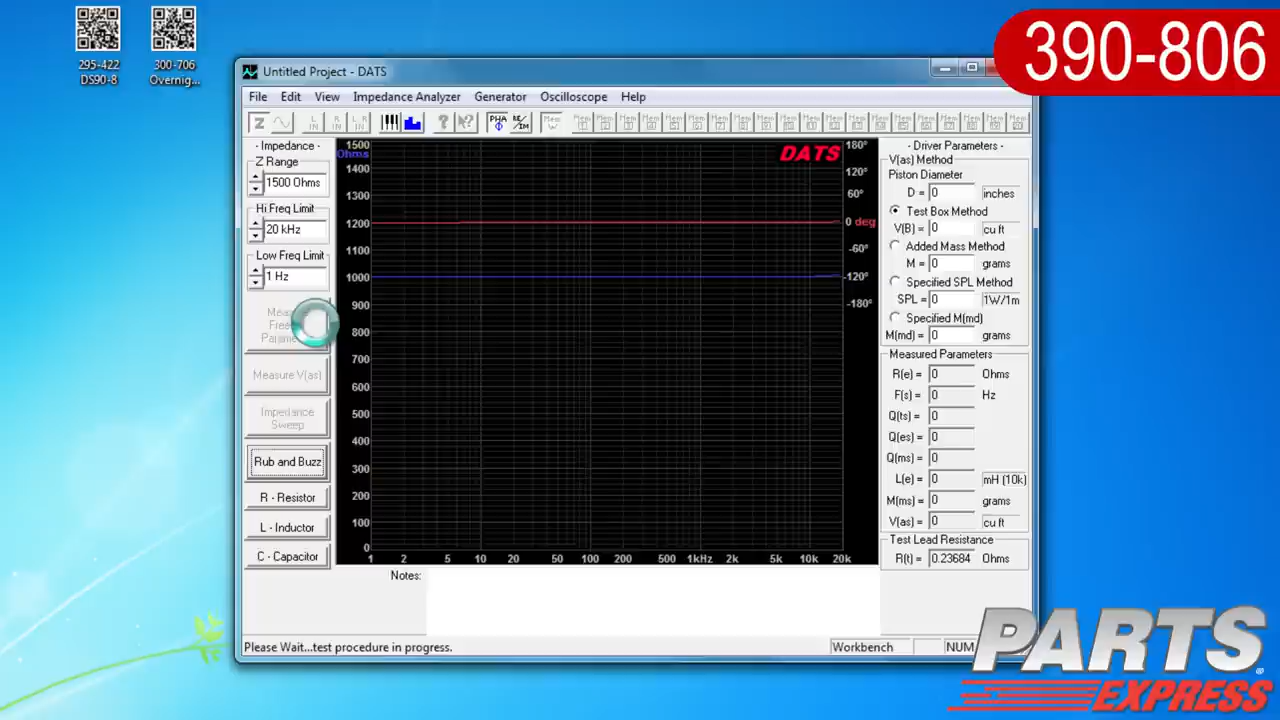 390-806
295-422
DS90-8
300-706
Overnig...
Untitled Project - DATS
File Edit View Impedance Analyzer Generator Oscilloscope Help
Z
L IN
R IN
L R IN
PHA
RE/IM
- Impedance -
Z Range
1500 Ohms
Hi Freq Limit
20 kHz
Low Freq Limit
1 Hz
Measure V(as)
Impedance
Sweep
Rub and Buzz
R - Resistor
L - Inductor
C - Capacitor
DATS
1500
Ohms
1400
1300
1200
1100
1000
900
800
700
600
500
400
300
200
100
0
180°
120°
60°
0 deg
-60°
-120°
-180°
1 2 5 10 20 50 100 200 500 1kHz 2k 5k 10k 20k
Notes:
- Driver Parameters -
V(as) Method
Piston Diameter
D = 0 inches
Test Box Method
V(B) = 0 cu ft
Added Mass Method
M = 0 grams
Specified SPL Method
SPL = 0 1W/1m
Specified M(md)
M(md) = 0 grams
Measured Parameters
R(e) = 0 Ohms
F(s) = 0 Hz
Q(ts) = 0
Q(es) = 0
Q(ms) = 0
L(e) = 0 mH (10k)
M(ms) = 0 grams
V(as) = 0 cu ft
Test Lead Resistance
R(t) = 0.23684 Ohms
Please Wait...test procedure in progress.
Workbench
NUM
PARTS
EXPRESS